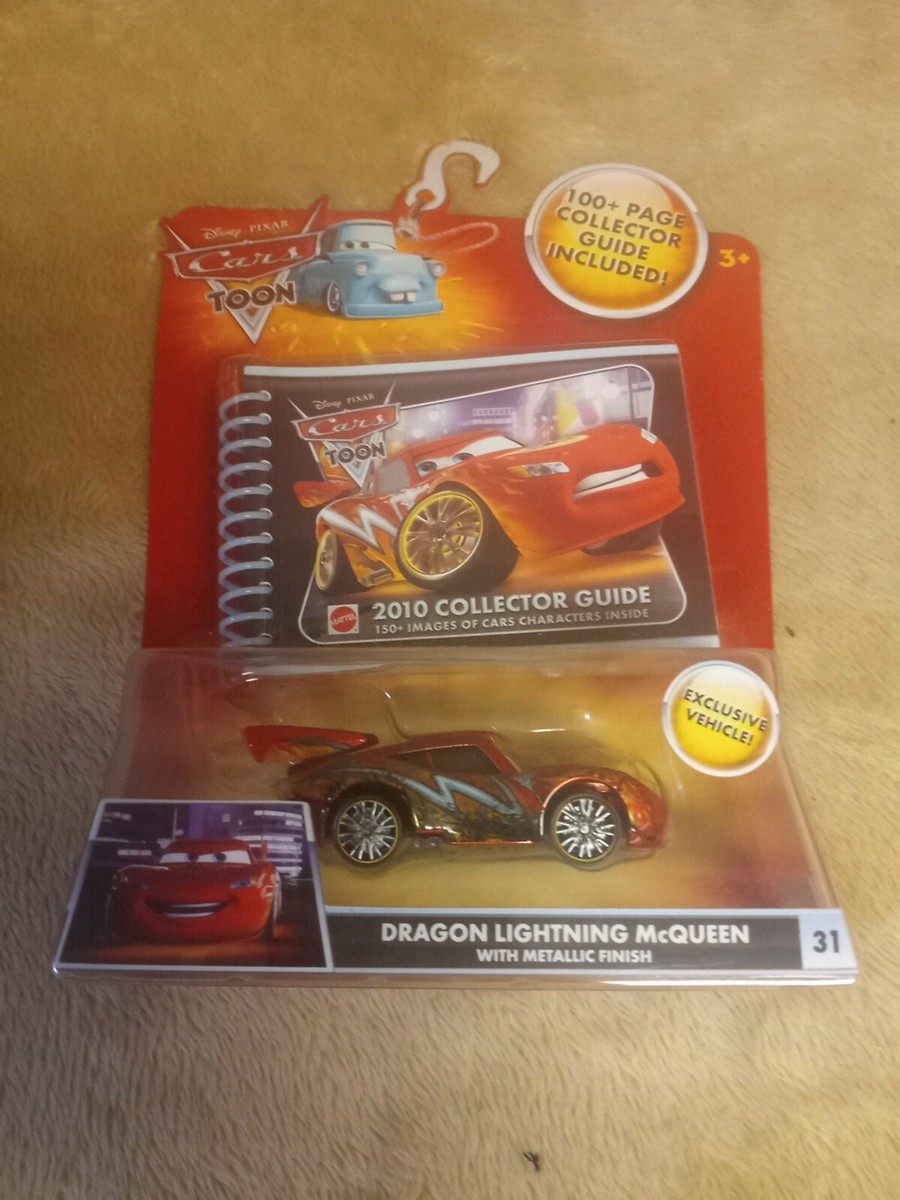 Disney PIXAR
Cars
TOON
100+ PAGE
COLLECTOR
GUIDE
INCLUDED!
3+
Disney PIXAR
Cars
TOON
MATTEL
2010 COLLECTOR GUIDE
150+ IMAGES OF CARS CHARACTERS INSIDE
EXCLUSIVE
VEHICLE!
DRAGON LIGHTNING McQUEEN
WITH METALLIC FINISH
31